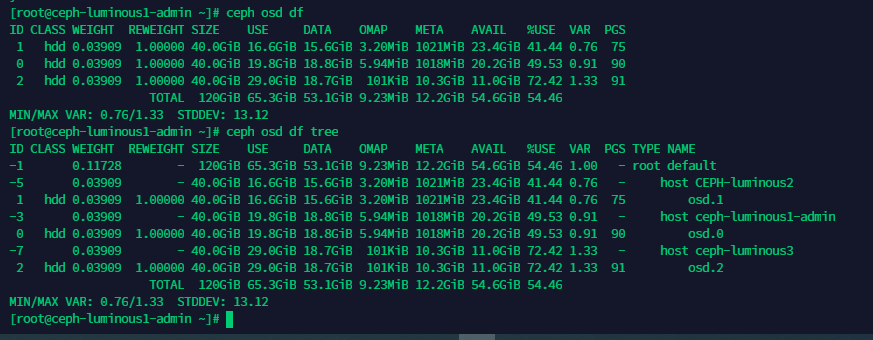 [root@ceph-luminous1-admin ~]# ceph osd df
ID CLASS WEIGHT  REWEIGHT SIZE    USE     DATA    OMAP    META    AVAIL   %USE  VAR  PGS
 1   hdd 0.03909  1.00000 40.0GiB 16.6GiB 15.6GiB 3.20MiB 1021MiB 23.4GiB 41.44 0.76  75
 0   hdd 0.03909  1.00000 40.0GiB 19.8GiB 18.8GiB 5.94MiB 1018MiB 20.2GiB 49.53 0.91  90
 2   hdd 0.03909  1.00000 40.0GiB 29.0GiB 18.7GiB  101KiB 10.3GiB 11.0GiB 72.42 1.33  91
                    TOTAL  120GiB 65.3GiB 53.1GiB 9.23MiB 12.2GiB 54.6GiB 54.46
MIN/MAX VAR: 0.76/1.33  STDDEV: 13.12
[root@ceph-luminous1-admin ~]# ceph osd df tree
ID CLASS WEIGHT  REWEIGHT SIZE    USE     DATA    OMAP    META    AVAIL   %USE  VAR  PGS TYPE NAME
-1       0.11728        -  120GiB 65.3GiB 53.1GiB 9.23MiB 12.2GiB 54.6GiB 54.46 1.00   - root default
-5       0.03909        - 40.0GiB 16.6GiB 15.6GiB 3.20MiB 1021MiB 23.4GiB 41.44 0.76   -     host CEPH-luminous2
 1   hdd 0.03909  1.00000 40.0GiB 16.6GiB 15.6GiB 3.20MiB 1021MiB 23.4GiB 41.44 0.76  75         osd.1
-3       0.03909        - 40.0GiB 19.8GiB 18.8GiB 5.94MiB 1018MiB 20.2GiB 49.53 0.91   -     host ceph-luminous1-admin
 0   hdd 0.03909  1.00000 40.0GiB 19.8GiB 18.8GiB 5.94MiB 1018MiB 20.2GiB 49.53 0.91  90         osd.0
-7       0.03909        - 40.0GiB 29.0GiB 18.7GiB  101KiB 10.3GiB 11.0GiB 72.42 1.33   -     host ceph-luminous3
 2   hdd 0.03909  1.00000 40.0GiB 29.0GiB 18.7GiB  101KiB 10.3GiB 11.0GiB 72.42 1.33  91         osd.2
                    TOTAL  120GiB 65.3GiB 53.1GiB 9.23MiB 12.2GiB 54.6GiB 54.46
MIN/MAX VAR: 0.76/1.33  STDDEV: 13.12
[root@ceph-luminous1-admin ~]#